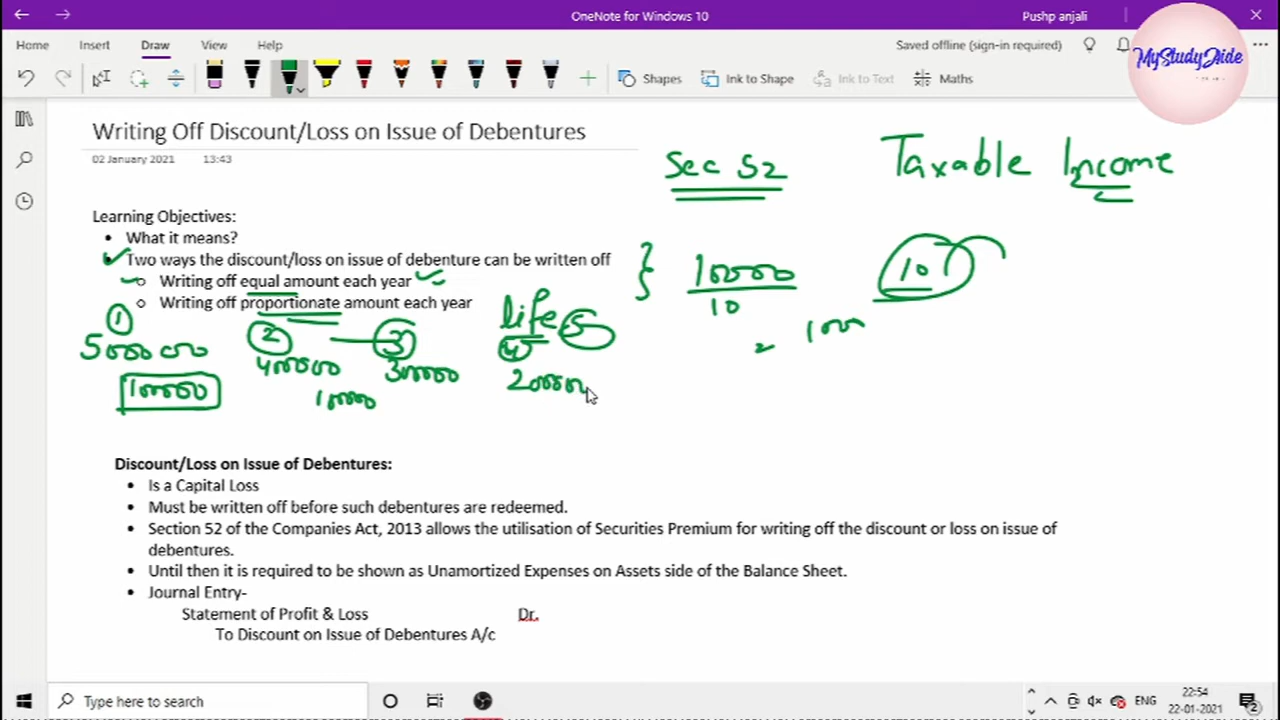 OneNote for Windows 10
Pushp anjali
Home Insert Draw View Help
Saved offline (sign-in required)
MyStudyAide
Shapes Ink to Shape Ink to Text Maths
Writing Off Discount/Loss on Issue of Debentures
02 January 2021 13:43
Sec 52
Taxable Income
Learning Objectives:
• What it means?
• Two ways the discount/loss on issue of debenture can be written off
o Writing off equal amount each year
o Writing off proportionate amount each year
10
10
life 5
1 2 3 4
Discount/Loss on Issue of Debentures:
• Is a Capital Loss
• Must be written off before such debentures are redeemed.
• Section 52 of the Companies Act, 2013 allows the utilisation of Securities Premium for writing off the discount or loss on issue of
debentures.
• Until then it is required to be shown as Unamortized Expenses on Assets side of the Balance Sheet.
• Journal Entry-
Statement of Profit & Loss Dr.
To Discount on Issue of Debentures A/c
Type here to search
ENG
22:54
22-01-2021
2